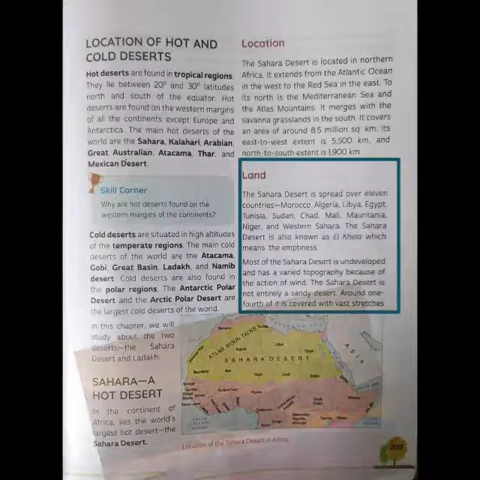 LOCATION OF HOT AND
COLD DESERTS
Hot deserts are found in tropical regions.
They lie between 20° and 30° latitudes
north and south of the equator. Hot
deserts are found on the western margins
of all the continents except Europe and
Antarctica. The main hot deserts of the
world are the Sahara, Kalahari, Arabian,
Great Australian, Atacama, Thar, and
Mexican Desert.
Skill Corner
Why are hot deserts found on the
western margins of the continents?
Cold deserts are situated in high altitudes
of the temperate regions. The main cold
deserts of the world are the Atacama,
Gobi, Great Basin, Ladakh, and Namib
desert. Cold deserts are also found in
the polar regions. The Antarctic Polar
Desert and the Arctic Polar Desert are
the largest cold deserts of the world.
In this chapter, we will
study about the two
deserts—the Sahara
Desert and Ladakh.
SAHARA—A
HOT DESERT
In the continent of
Africa, lies the world's
largest hot desert—the
Sahara Desert.
Location
The Sahara Desert is located in northern
Africa. It extends from the Atlantic Ocean
in the west to the Red Sea in the east. To
its north is the Mediterranean Sea and
the Atlas Mountains. It merges with the
savanna grasslands in the south. It covers
an area of around 8.5 million sq. km. Its
east-to-west extent is 5,500 km, and
north-to-south extent is 1,900 km.
Land
The Sahara Desert is spread over eleven
countries—Morocco, Algeria, Libya, Egypt,
Tunisia, Sudan, Chad, Mali, Mauritania,
Niger, and Western Sahara. The Sahara
Desert is also known as El Khela which
means 'the emptiness'.
Most of the Sahara Desert is undeveloped
and has a varied topography because of
the action of wind. The Sahara Desert is
not entirely a sandy desert. Around one-
fourth of it is covered with vast stretches
ATLAS MOUNTAINS
SAHARA DESERT
ASIA
Location of the Sahara Desert in Africa
205